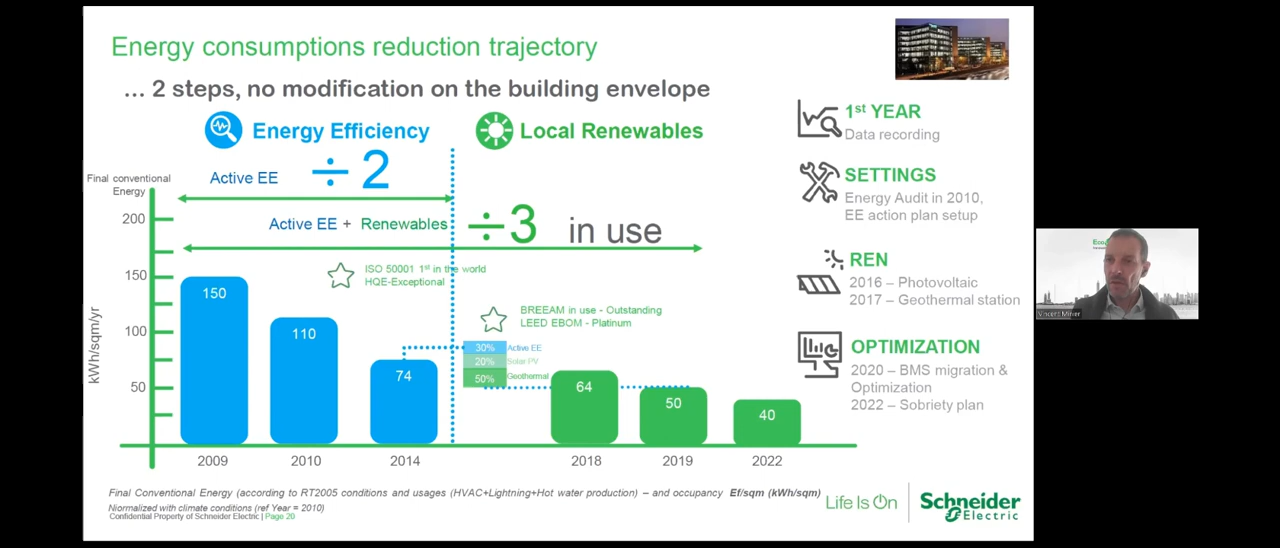 Energy consumptions reduction trajectory
... 2 steps, no modification on the building envelope
Energy Efficiency
Local Renewables
Active EE
÷ 2
Active EE + Renewables
÷3 in use
Final conventional
Energy
kWh/sqm/yr
200
150
100
50
ISO 50001 1st in the world
HQE-Exceptional
BREEAM in use - Outstanding
LEED EBOM - Platinum
150
110
74
30% Active EE
20% Solar PV
50% Geothermal
64
50
40
2009
2010
2014
2018
2019
2022
1st YEAR
Data recording
SETTINGS
Energy Audit in 2010,
EE action plan setup
REN
2016 – Photovoltaic
2017 – Geothermal station
OPTIMIZATION
2020 – BMS migration &
Optimization
2022 – Sobriety plan
Final Conventional Energy (according to RT2005 conditions and usages (HVAC+Lightning+Hot water production) – and occupancy Ef/sqm (kWh/sqm)
Niormalized with climate conditions (ref Year = 2010)
Confidential Property of Schneider Electric | Page 20
Life Is On
Schneider
Electric
Vincent Minier